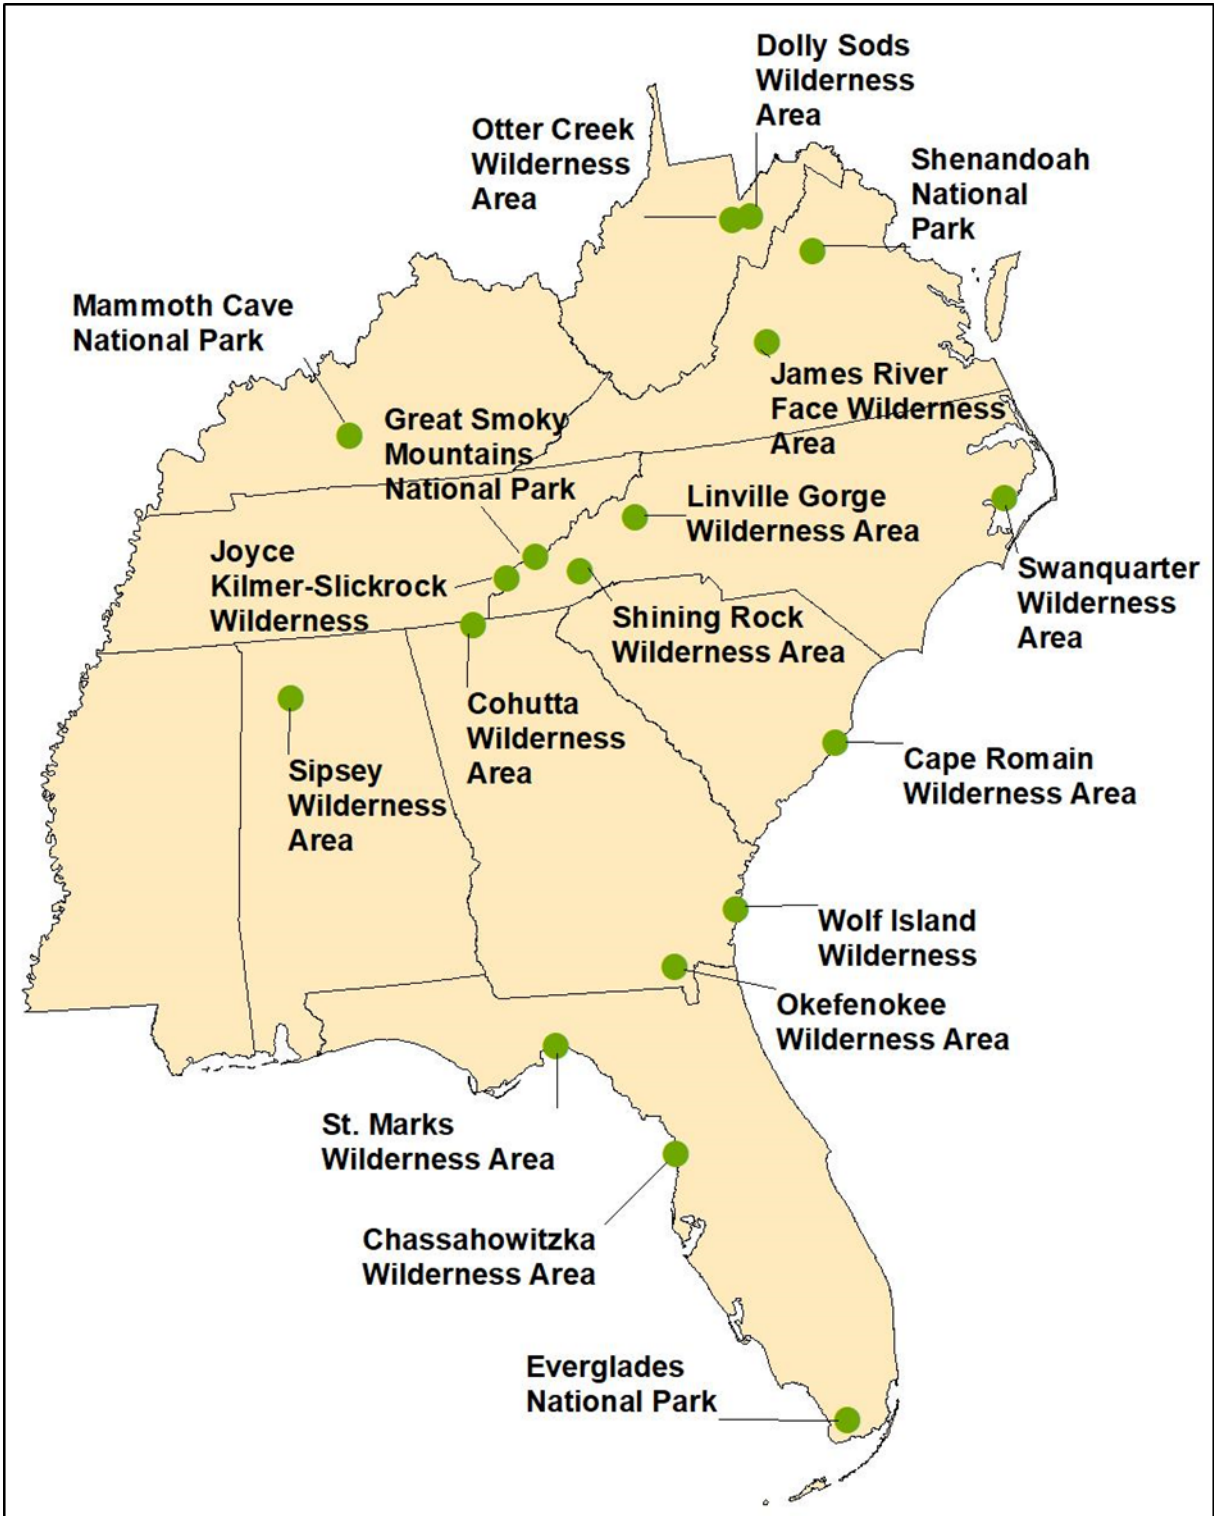 Dolly Sods
Wilderness
Area
Otter Creek
Wilderness
Area
Shenandoah
National
Park
Mammoth Cave
National Park
James River
Face Wilderness
Area
Great Smoky
Mountains
National Park
Linville Gorge
Wilderness Area
Joyce
Kilmer-Slickrock
Wilderness
Swanquarter
Wilderness
Area
Shining Rock
Wilderness Area
Cohutta
Wilderness
Area
Sipsey
Wilderness
Area
Cape Romain
Wilderness Area
Wolf Island
Wilderness
Okefenokee
Wilderness Area
St. Marks
Wilderness Area
Chassahowitzka
Wilderness Area
Everglades
National Park